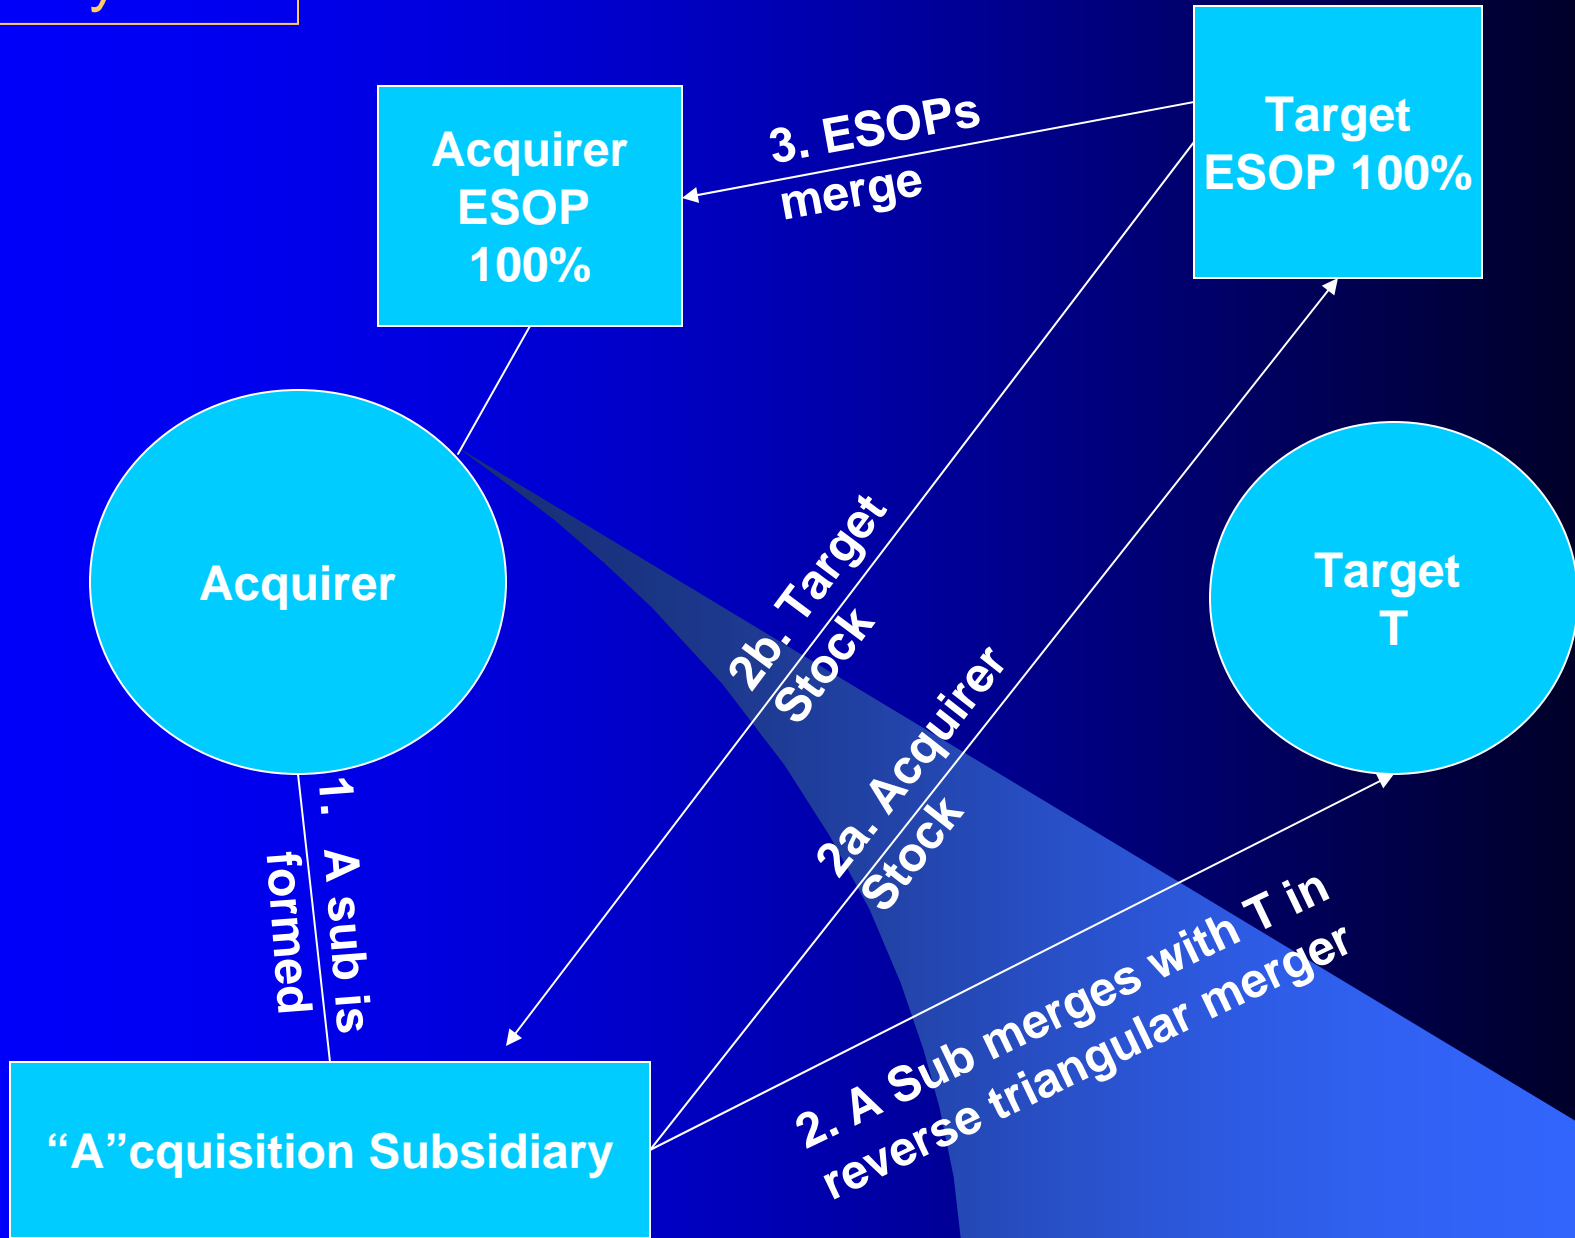 Acquirer
ESOP
100%
3. ESOPs
merge
Target
ESOP 100%
Acquirer
Target
T
2b. Target
Stock
2a. Acquirer
Stock
1. A sub is
formed
2. A Sub merges with T in
reverse triangular merger
“A”cquisition Subsidiary